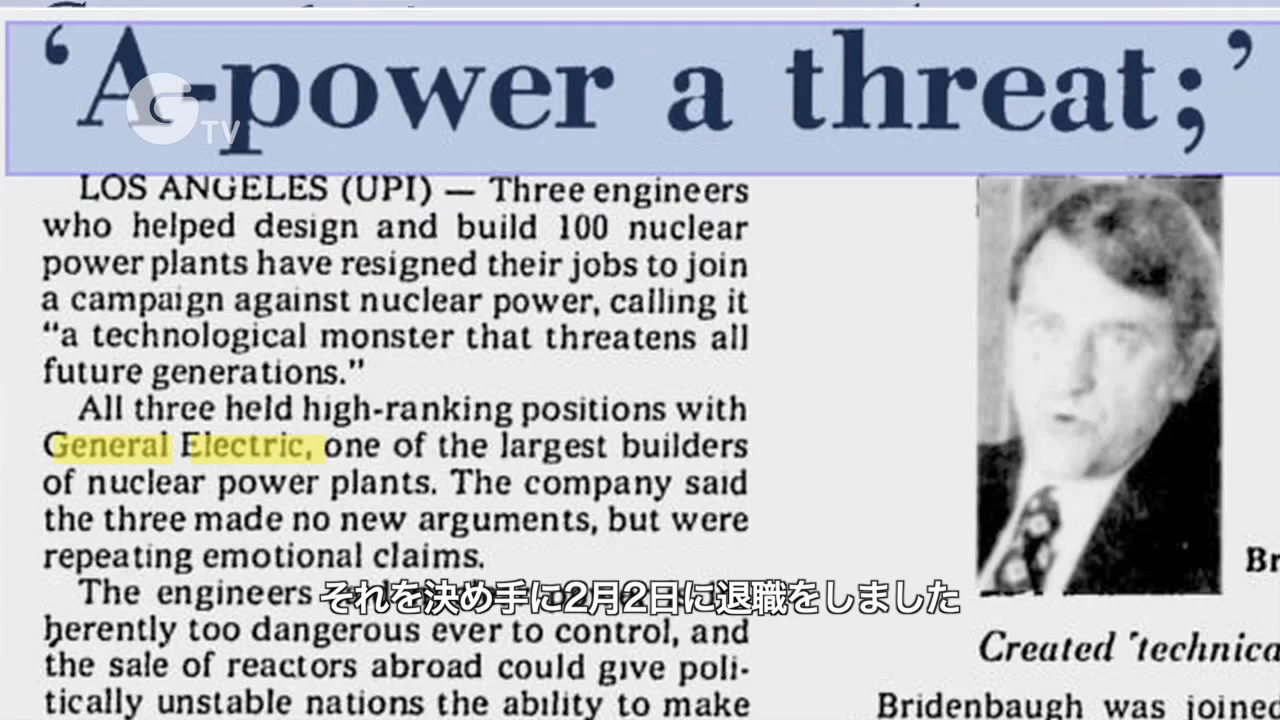 ‘A-power a threat;’
G TV
LOS ANGELES (UPI) — Three engineers
who helped design and build 100 nuclear
power plants have resigned their jobs to join
a campaign against nuclear power, calling it
“a technological monster that threatens all
future generations.”
All three held high-ranking positions with
General Electric, one of the largest builders
of nuclear power plants. The company said
the three made no new arguments, but were
repeating emotional claims.
The engineers
herently too dangerous ever to control, and
the sale of reactors abroad could give poli-
tically unstable nations the ability to make
それを決め手に2月2日に退職をしました
Br
Created 'technica
Bridenbaugh was joined